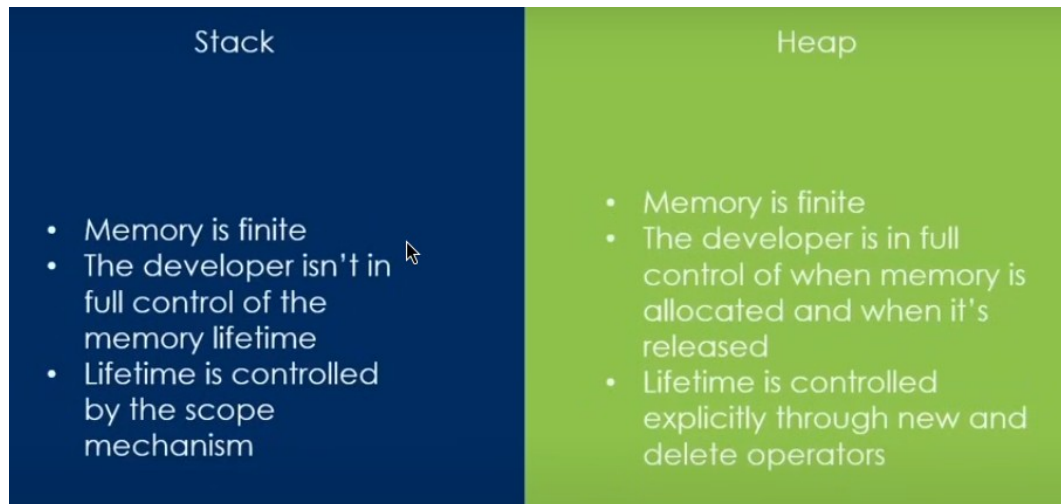 Stack
• Memory is finite
• The developer isn't in
full control of the
memory lifetime
• Lifetime is controlled
by the scope
mechanism
Heap
• Memory is finite
• The developer is in full
control of when memory is
allocated and when it's
released
• Lifetime is controlled
explicitly through new and
delete operators